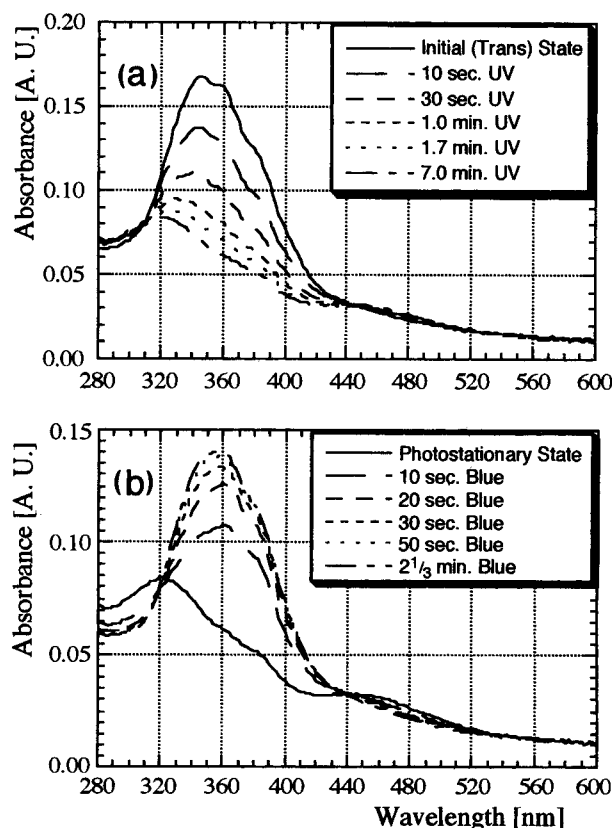 (a)
Absorbance [A. U.]
0.20
0.15
0.10
0.05
0.00
Initial (Trans) State
10 sec. UV
30 sec. UV
1.0 min. UV
1.7 min. UV
7.0 min. UV
280 320 360 400 440 480 520 560 600
(b)
Absorbance [A. U.]
0.15
0.10
0.05
0.00
Photostationary State
10 sec. Blue
20 sec. Blue
30 sec. Blue
50 sec. Blue
2 1/3 min. Blue
280 320 360 400 440 480 520 560 600
Wavelength [nm]